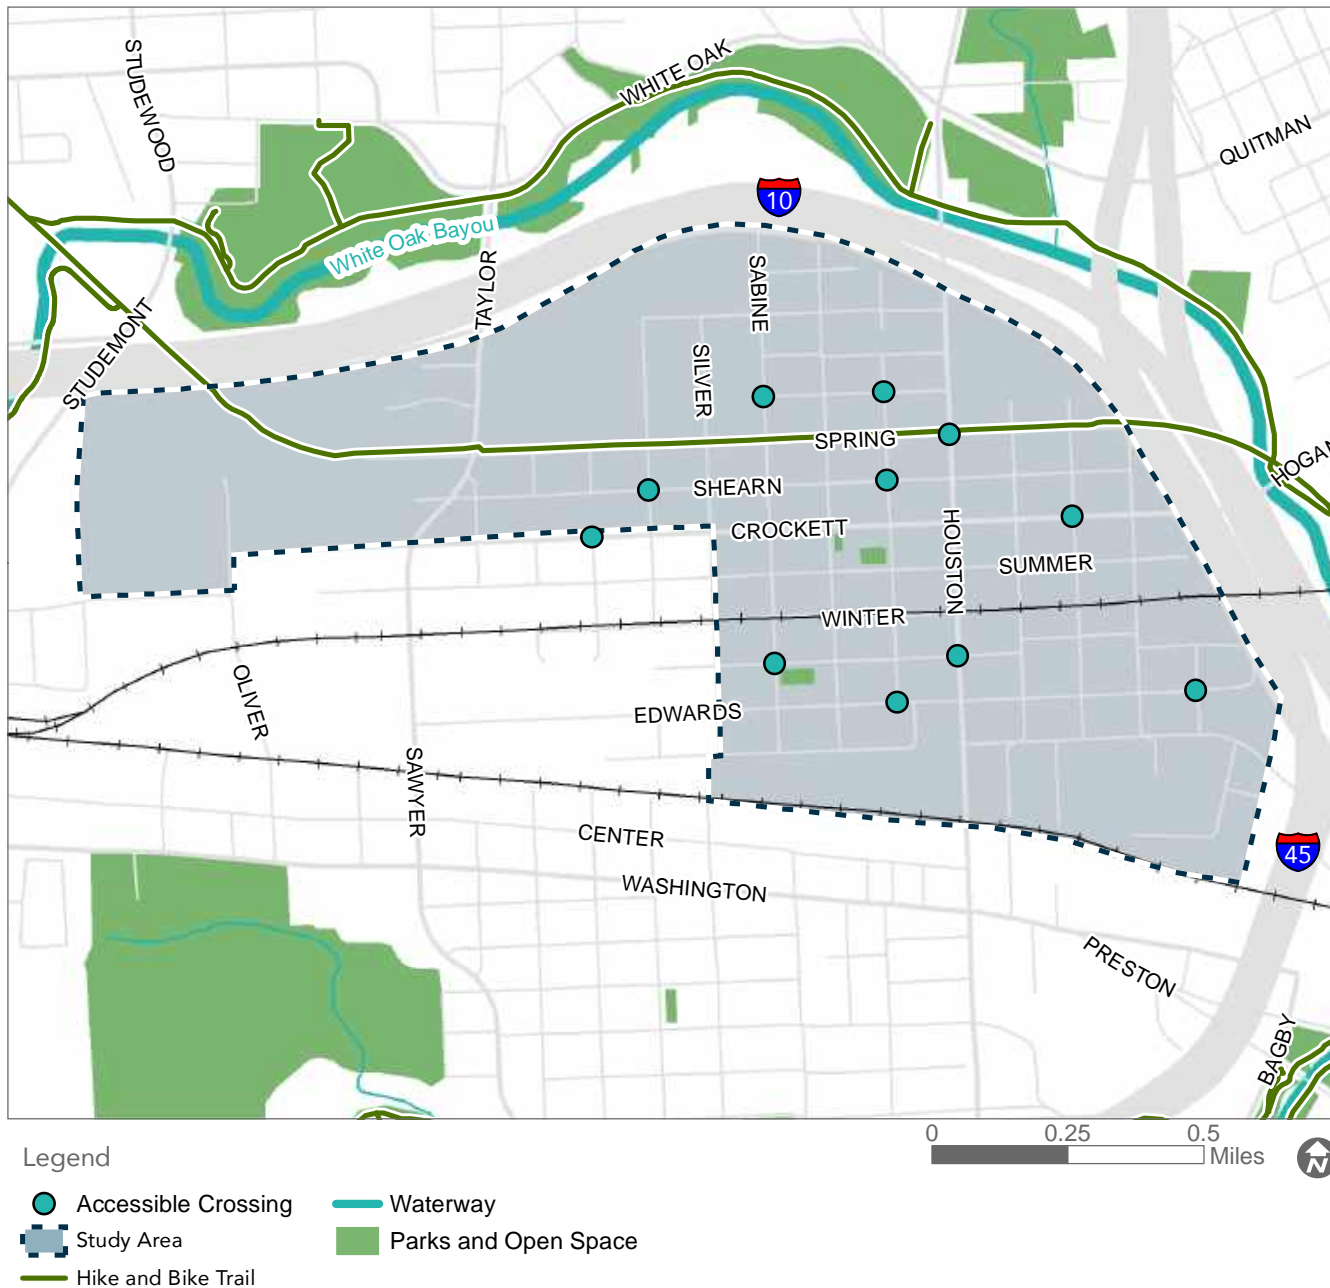 STUDEWOOD
WHITE OAK
QUITMAN
10
White Oak Bayou
TAYLOR
SABINE
STUDEMONT
SILVER
SPRING
HOGAN
SHEARN
CROCKETT
HOUSTON
SUMMER
WINTER
OLIVER
EDWARDS
SAWYER
CENTER
45
WASHINGTON
PRESTON
BAGBY
0 0.25 0.5
Miles
N
Legend
Accessible Crossing
Waterway
Study Area
Parks and Open Space
Hike and Bike Trail